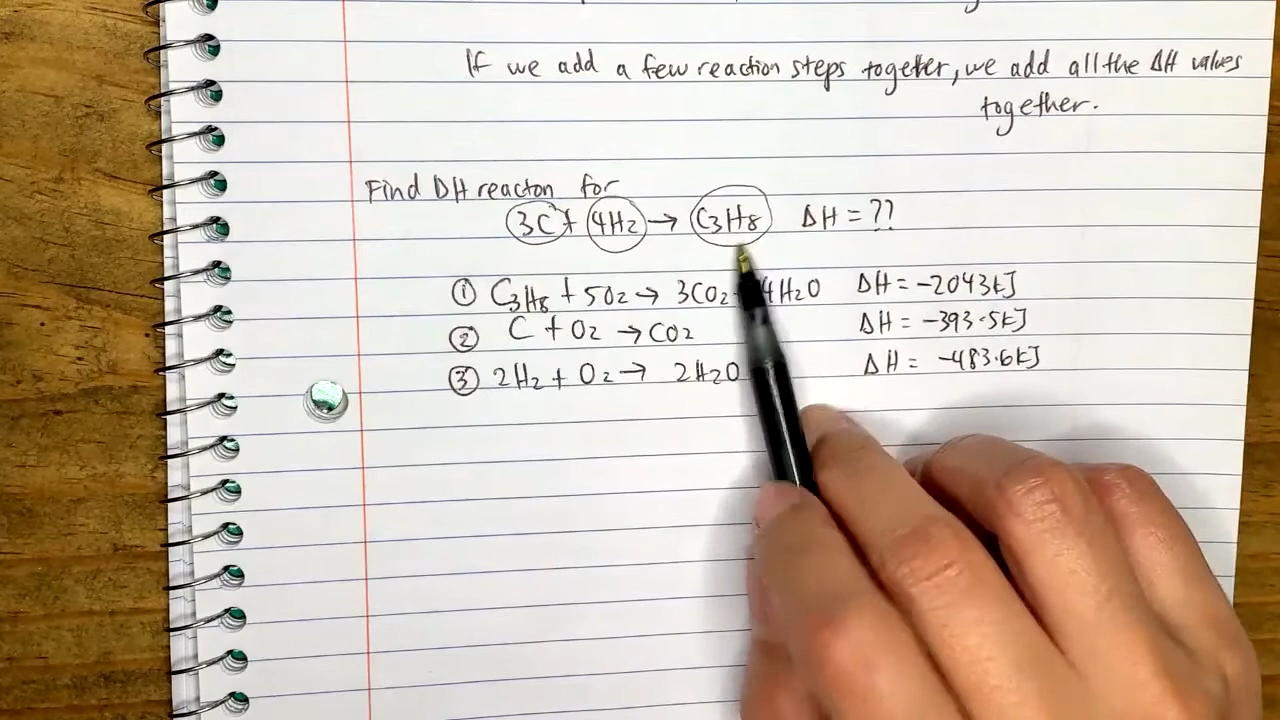 If we add a few reaction steps together, we add all the ΔH values
together.
Find DH reacton for
3C + 4H2 → C3H8 ΔH = ??
① C3H8 + 5O2 → 3CO2 + 4H2O ΔH = -2043kJ
② C + O2 → CO2 ΔH = -393.5kJ
③ 2H2 + O2 → 2H2O ΔH = -483.6kJ